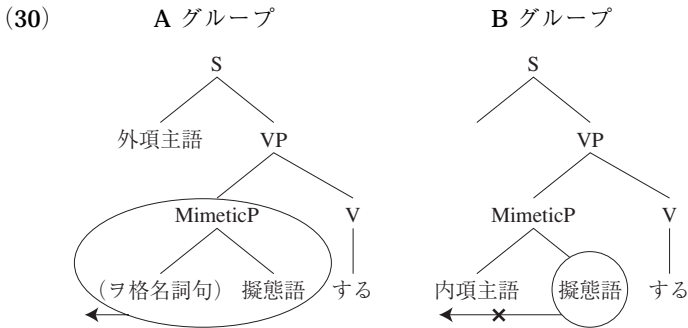 (30) A グループ B グループ
S S
外項主語 VP VP
MimeticP V MimeticP V
(ヲ格名詞句) 擬態語 する 内項主語 擬態語 する